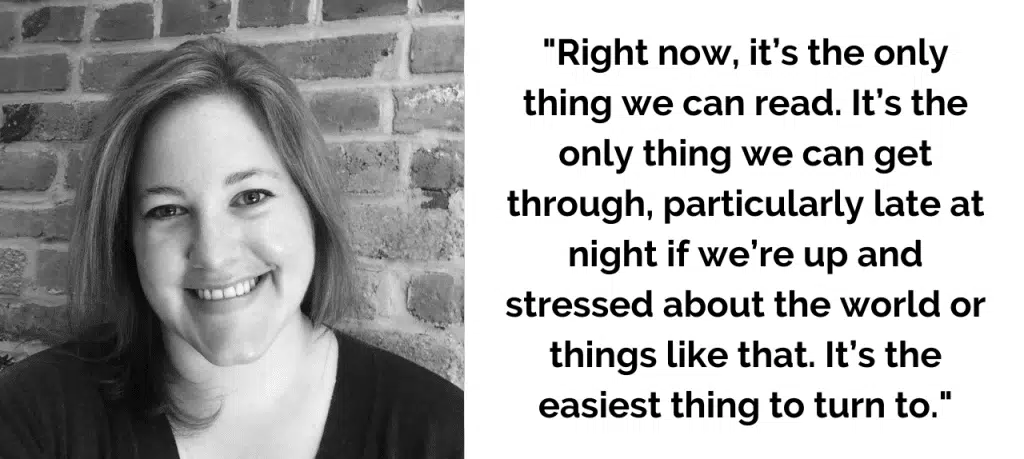 "Right now, it’s the only
thing we can read. It’s the
only thing we can get
through, particularly late at
night if we’re up and
stressed about the world or
things like that. It’s the
easiest thing to turn to."